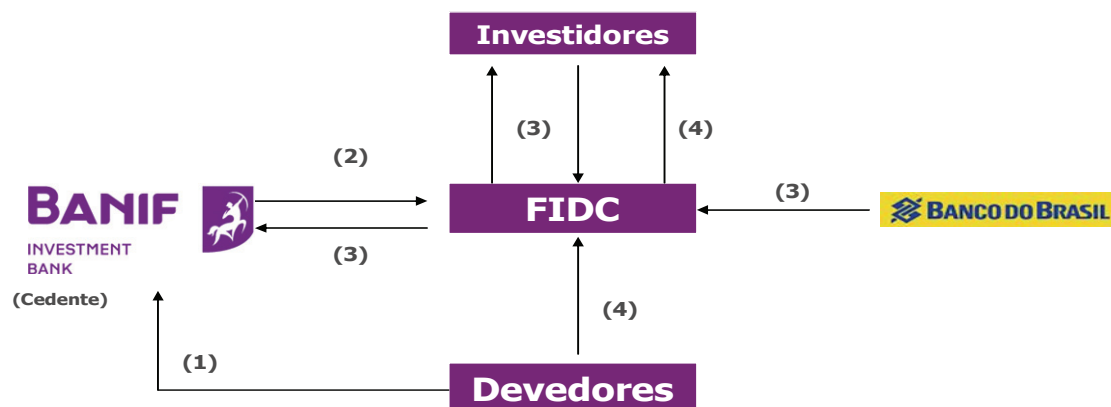 Investidores
(3)
(4)
(2)
BANIF
INVESTMENT
BANK
(Cedente)
FIDC
(3)
BANCO DO BRASIL
(3)
(4)
(1)
Devedores